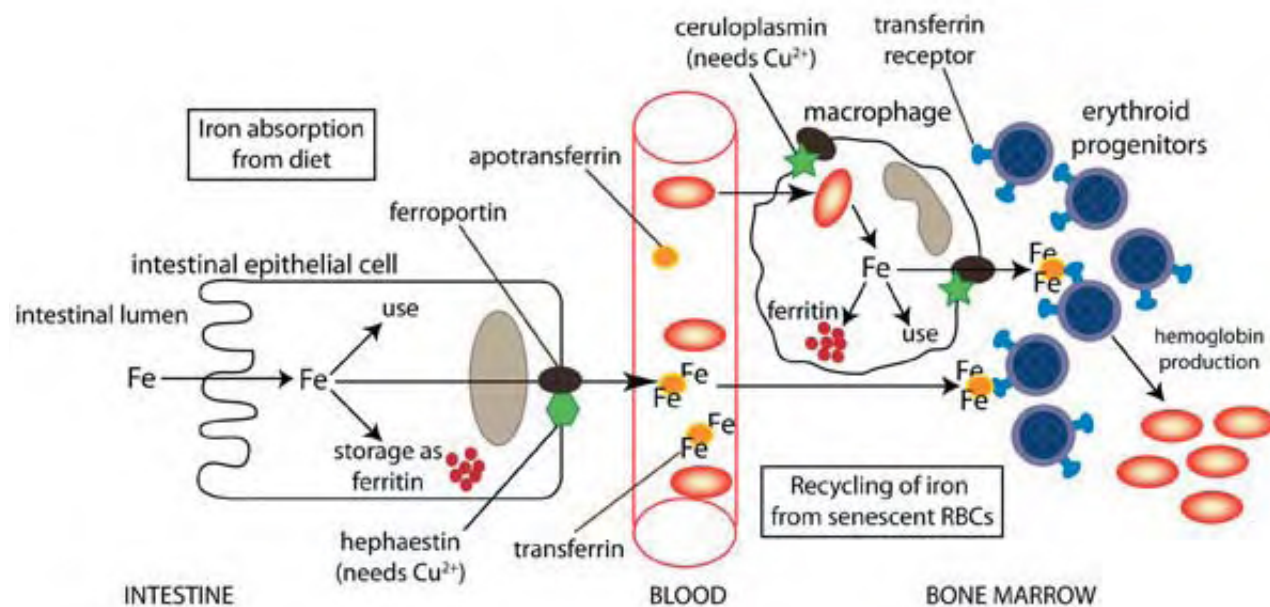 ceruloplasmin
(needs Cu²⁺)
transferrin
receptor
macrophage
erythroid
progenitors
Iron absorption
from diet
apotransferrin
ferroportin
intestinal epithelial cell
intestinal lumen
use
Fe
Fe
storage as
ferritin
hephaestin
(needs Cu²⁺)
Fe
Fe
Fe
Fe
transferrin
Fe
ferritin
use
Fe
Fe
Fe
Fe
hemoglobin
production
Recycling of iron
from senescent RBCs
INTESTINE
BLOOD
BONE MARROW